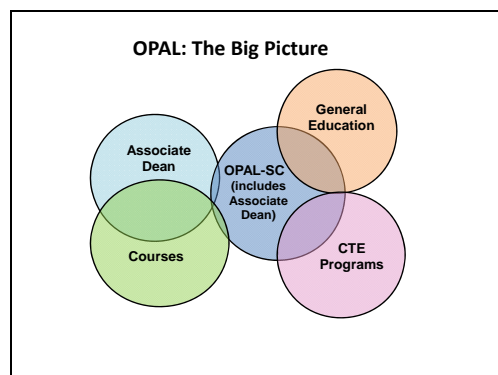 OPAL: The Big Picture
General
Education
Associate
Dean
OPAL-SC
(includes
Associate
Dean)
Courses
CTE
Programs